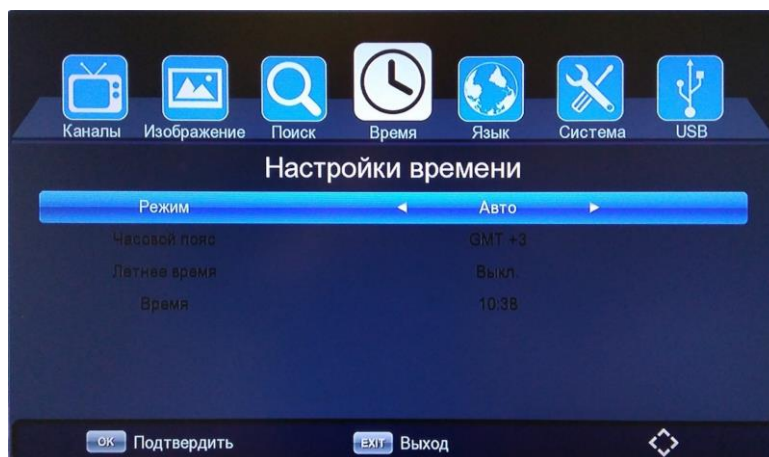 Каналы Изображение Поиск Время Язык Система USB
Настройки времени
Режим Авто
Часовой пояс GMT +3
Летнее время Выкл.
Время 10:38
OK Подтвердить EXIT Выход